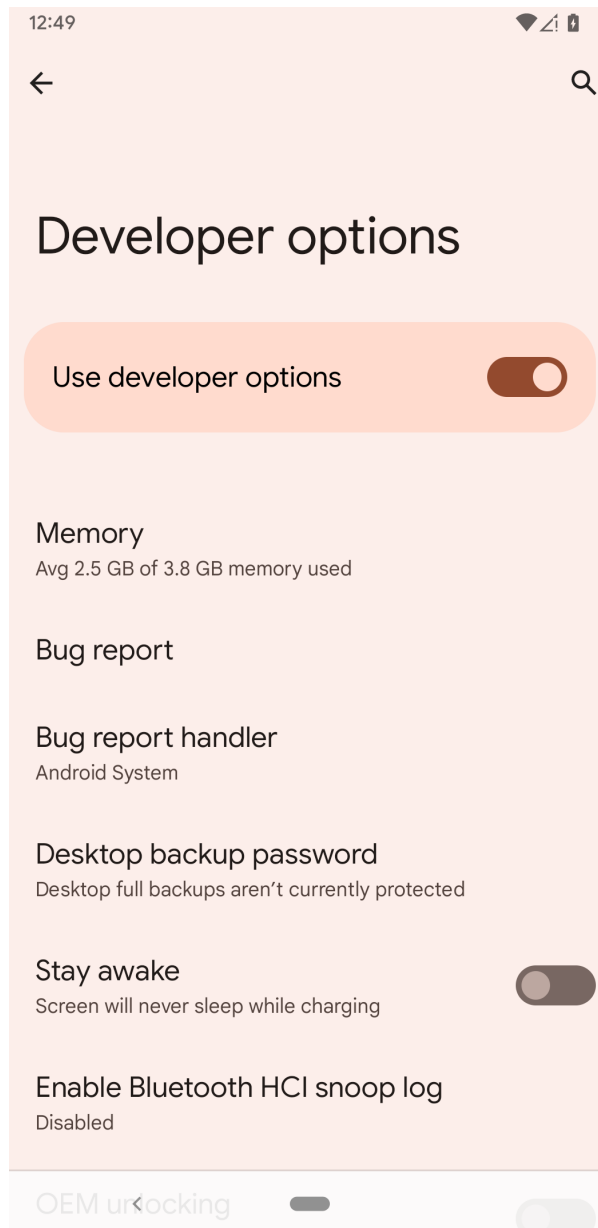 12:49
Developer options
Use developer options
Memory
Avg 2.5 GB of 3.8 GB memory used
Bug report
Bug report handler
Android System
Desktop backup password
Desktop full backups aren’t currently protected
Stay awake
Screen will never sleep while charging
Enable Bluetooth HCI snoop log
Disabled
OEM unlocking